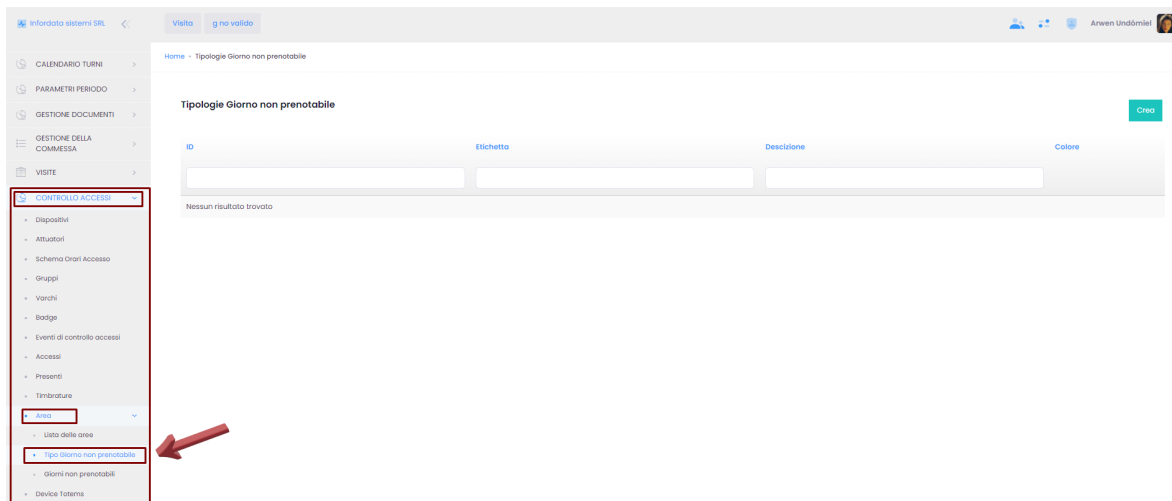 Infordata sistemi SRL
Visita
g no valido
Arwen Undómiel
Home - Tipologie Giorno non prenotabile
CALENDARIO TURNI
PARAMETRI PERIODO
GESTIONE DOCUMENTI
GESTIONE DELLA
COMMESSA
VISITE
CONTROLLO ACCESSI
Dispositivi
Attuatori
Schema Orari Accesso
Gruppi
Varchi
Badge
Eventi di controllo accessi
Accessi
Presenti
Timbrature
Area
Lista delle aree
Tipo Giorno non prenotabile
Giorni non prenotabili
Device Totems
Tipologie Giorno non prenotabile
Crea
ID
Etichetta
Descizione
Colore
Nessun risultato trovato